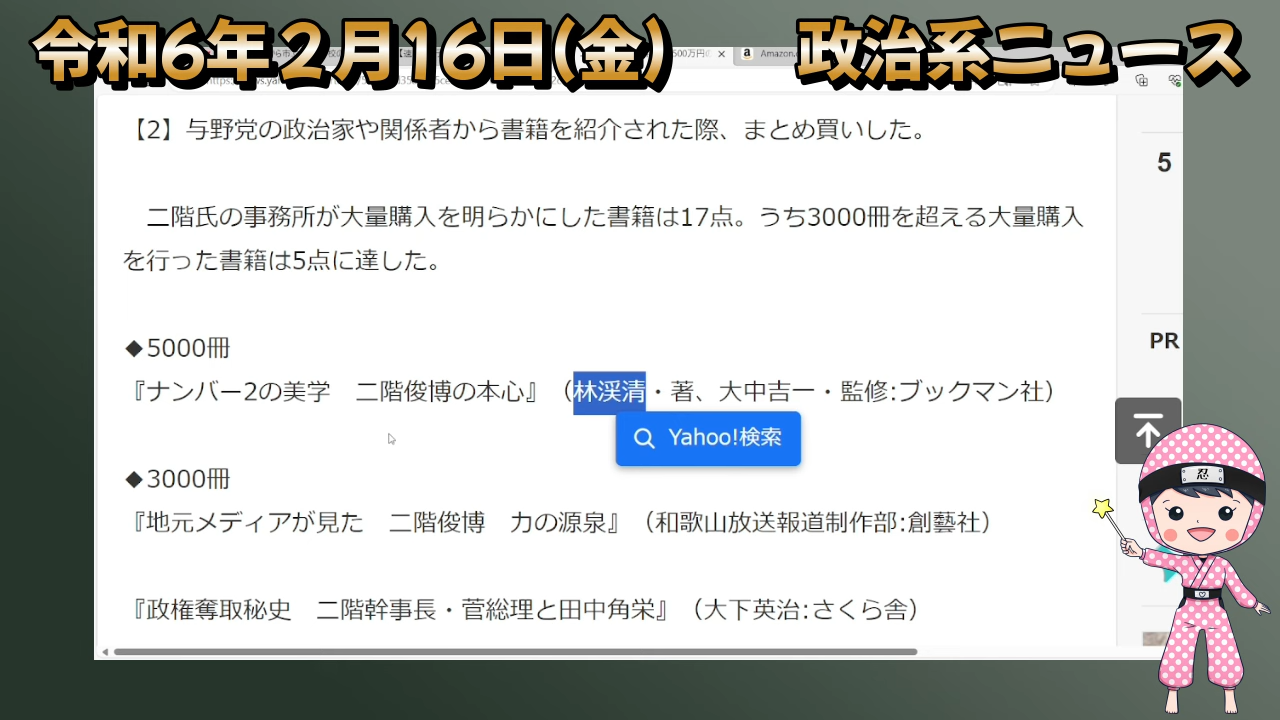 令和6年２月16日(金)　政治系ニュース
500万円の
Amazon.
【2】与野党の政治家や関係者から書籍を紹介された際、まとめ買いした。
5
二階氏の事務所が大量購入を明らかにした書籍は17点。うち3000冊を超える大量購入
を行った書籍は5点に達した。
PR
◆5000冊
『ナンバー2の美学　二階俊博の本心』（林渓清・著、大中吉一・監修:ブックマン社）
Yahoo!検索
◆3000冊
忍
『地元メディアが見た　二階俊博　力の源泉』（和歌山放送報道制作部:創藝社）
『政権奪取秘史　二階幹事長・菅総理と田中角栄』（大下英治:さくら舎）